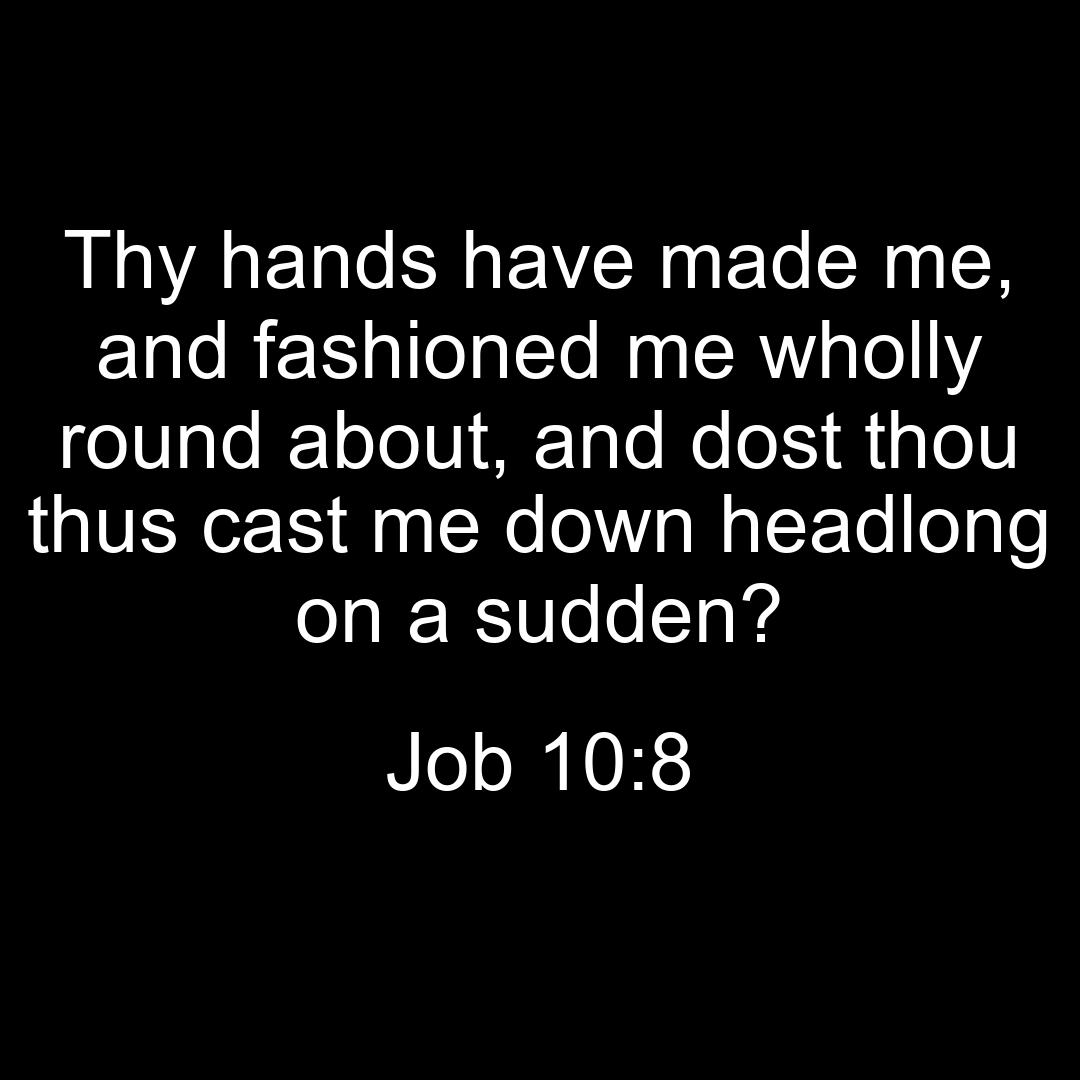 Thy hands have made me,
and fashioned me wholly
round about, and dost thou
thus cast me down headlong
on a sudden?
Job 10:8